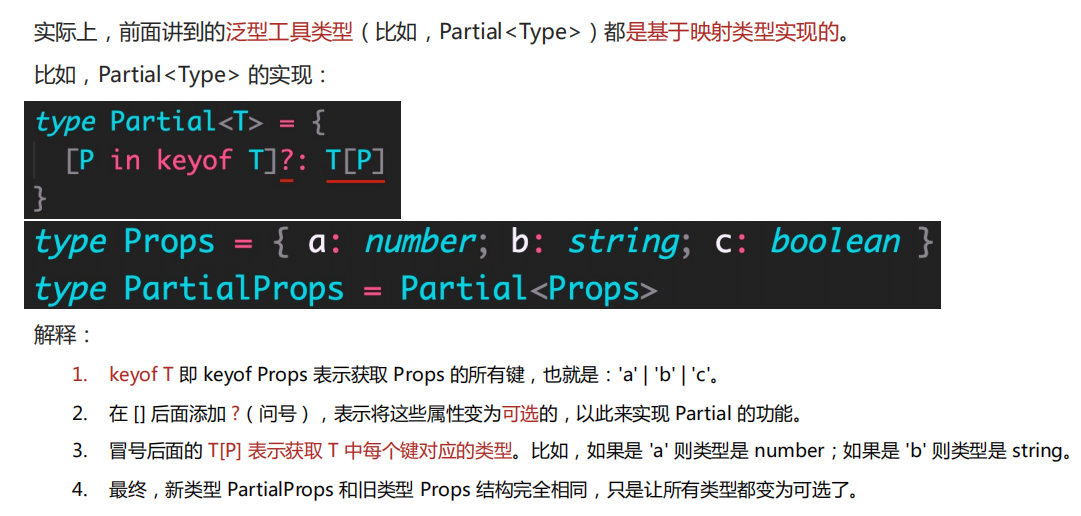 实际上，前面讲到的泛型工具类型（比如，Partial<Type>）都是基于映射类型实现的。
比如，Partial<Type> 的实现：
type Partial<T> = {
[P in keyof T]?: T[P]
}
type Props = { a: number; b: string; c: boolean }
type PartialProps = Partial<Props>
解释：
1. keyof T 即 keyof Props 表示获取 Props 的所有键，也就是：'a' | 'b' | 'c'。
2. 在 [] 后面添加 ?（问号），表示将这些属性变为可选的，以此来实现 Partial 的功能。
3. 冒号后面的 T[P] 表示获取 T 中每个键对应的类型。比如，如果是 'a' 则类型是 number；如果是 'b' 则类型是 string。
4. 最终，新类型 PartialProps 和旧类型 Props 结构完全相同，只是让所有类型都变为可选了。